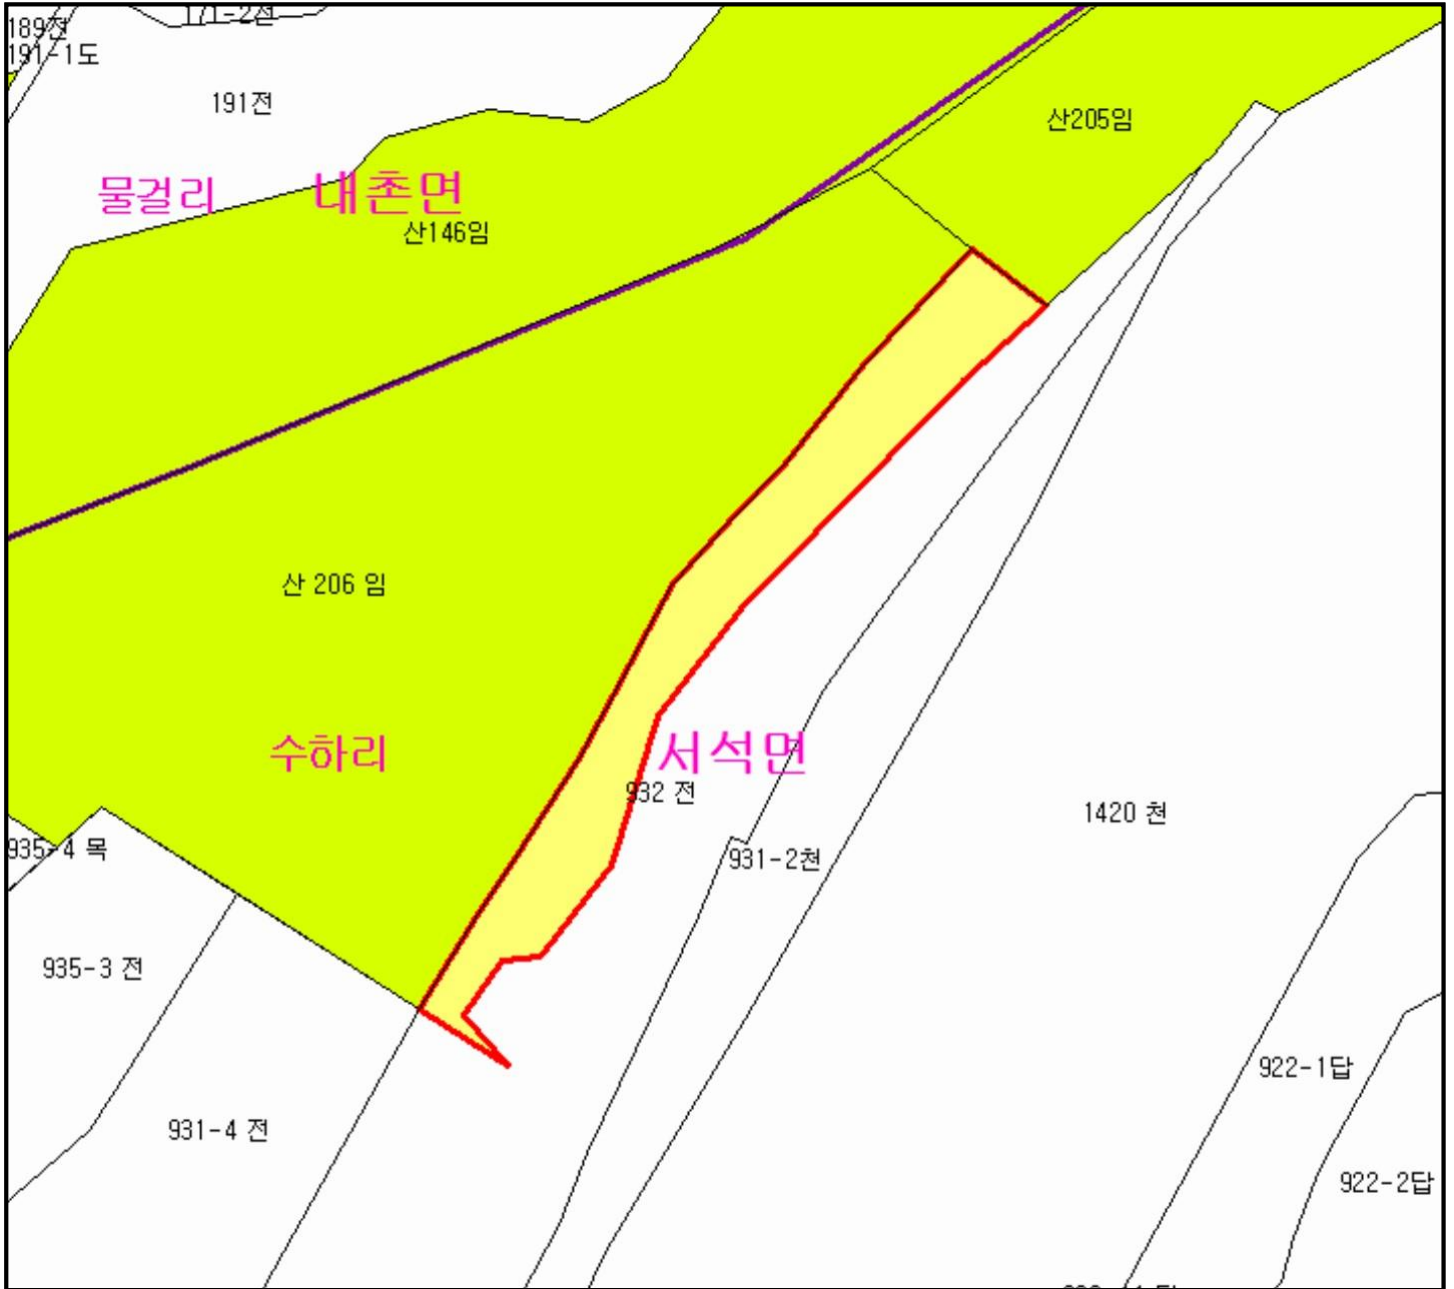 171-2전
189전
191-1도
191전
산205임
물걸리
내촌면
산146임
산 206 임
수하리
서석면
932 전
1420 천
935-4 목
931-2천
935-3 전
922-1답
931-4 전
922-2답